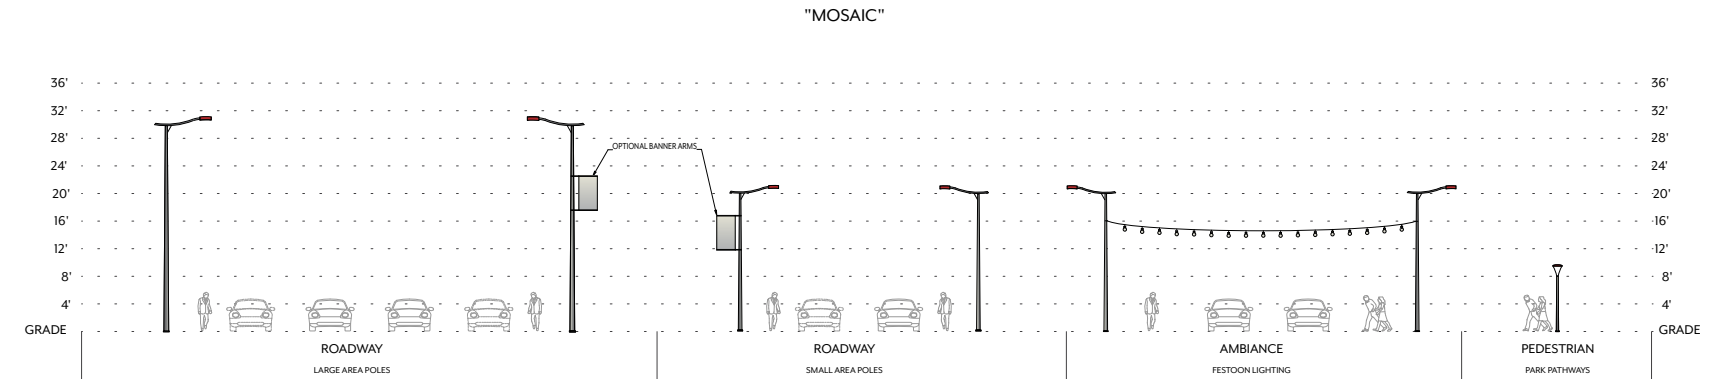 "MOSAIC"
36' 36'
32' 32'
28' 28'
OPTIONAL BANNER ARMS
24' 24'
20' 20'
16' 16'
12' 12'
8' 8'
4' 4'
GRADE GRADE
ROADWAY ROADWAY AMBIANCE PEDESTRIAN
LARGE AREA POLES SMALL AREA POLES FESTOON LIGHTING PARK PATHWAYS